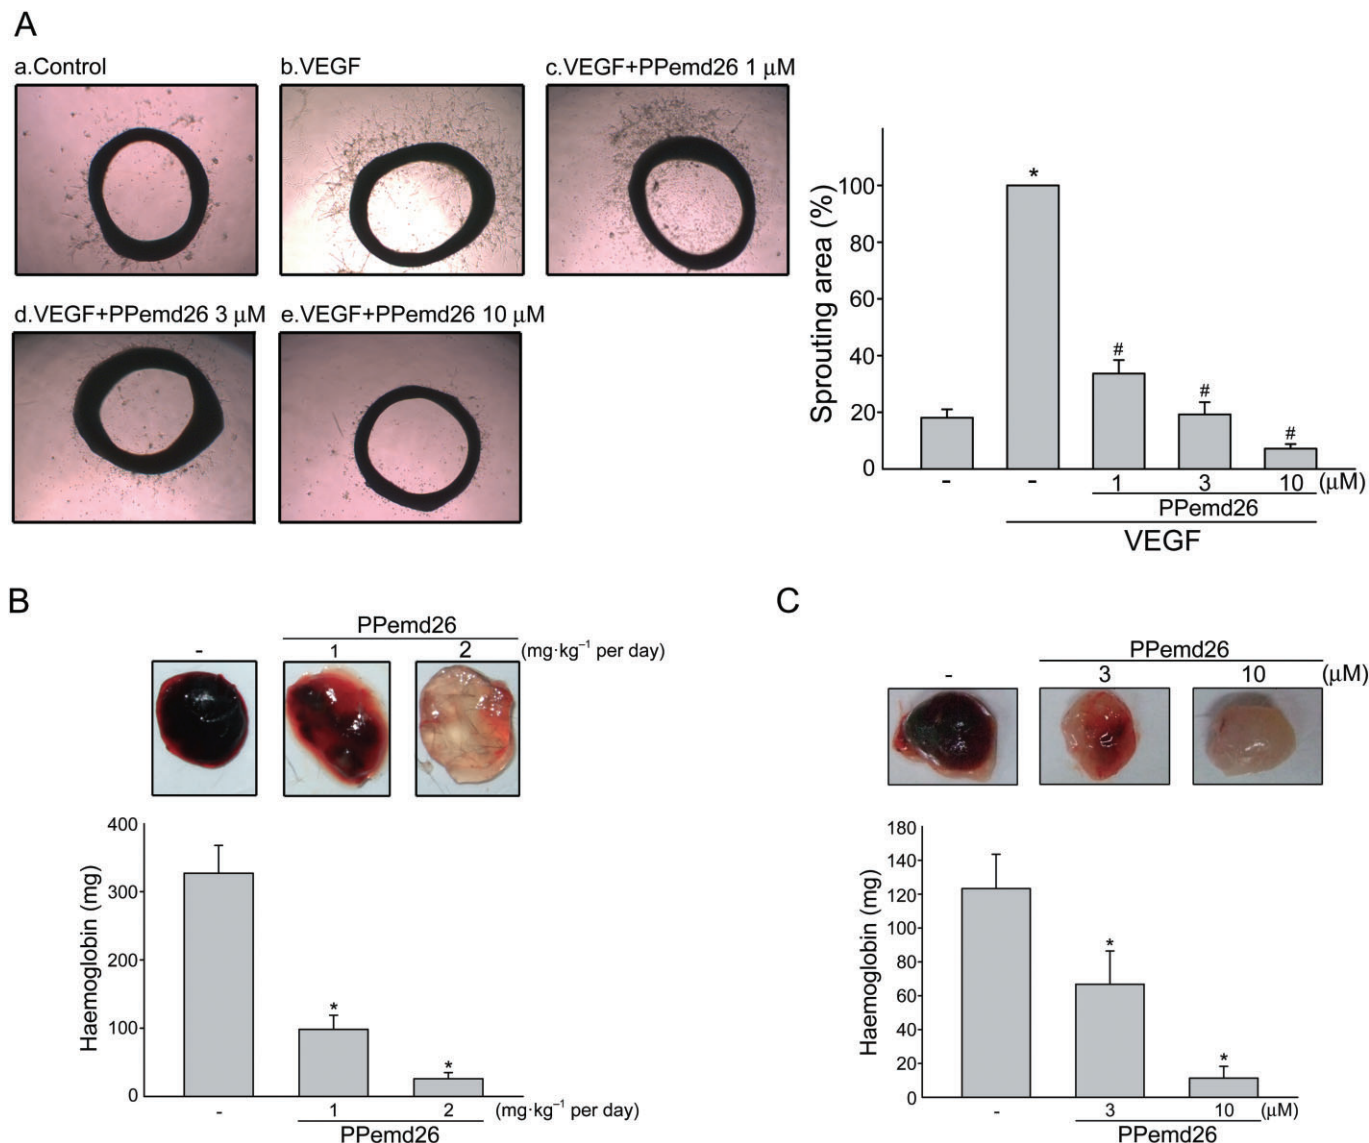 A
a.Control
b.VEGF
c.VEGF+PPemd26 1 μM
d.VEGF+PPemd26 3 μM
e.VEGF+PPemd26 10 μM
Sprouting area (%)
100
80
60
40
20
0
*
#
#
#
- - 1 3 10 (μM)
PPemd26
VEGF
B
PPemd26
- 1 2 (mg·kg⁻¹ per day)
Haemoglobin (mg)
400
300
200
100
0
*
*
- 1 2 (mg·kg⁻¹ per day)
PPemd26
C
PPemd26
- 3 10 (μM)
Haemoglobin (mg)
180
140
120
100
80
60
40
20
0
*
*
- 3 10 (μM)
PPemd26